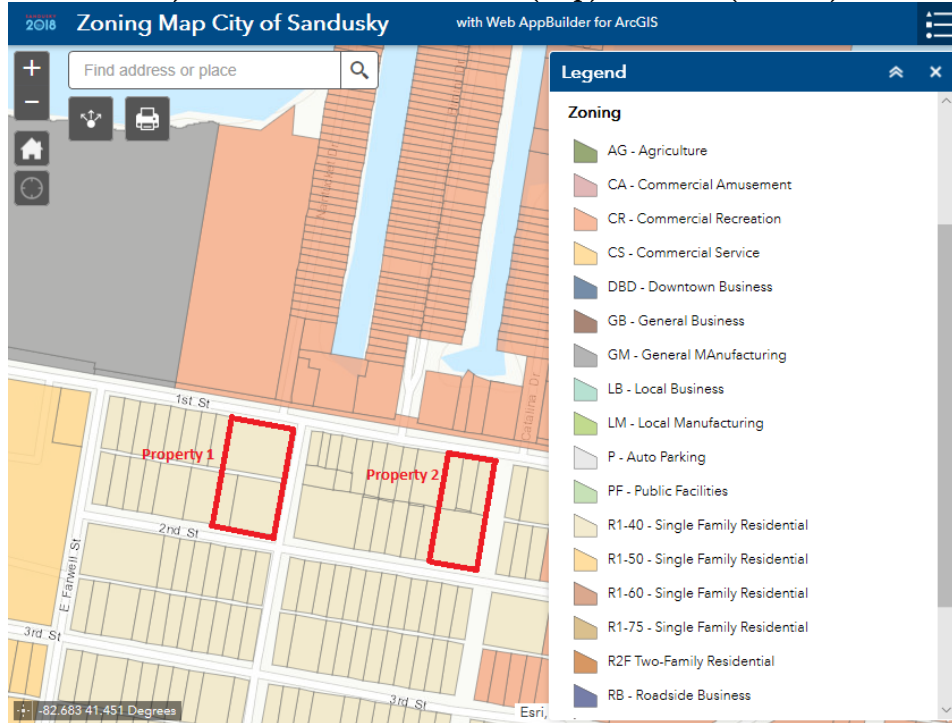 SANDUSKY
2018
Zoning Map City of Sandusky
with Web AppBuilder for ArcGIS
Find address or place
Legend
Zoning
AG - Agriculture
CA - Commercial Amusement
CR - Commercial Recreation
CS - Commercial Service
DBD - Downtown Business
GB - General Business
GM - General MAnufacturing
LB - Local Business
LM - Local Manufacturing
P - Auto Parking
PF - Public Facilities
R1-40 - Single Family Residential
R1-50 - Single Family Residential
R1-60 - Single Family Residential
R1-75 - Single Family Residential
R2F Two-Family Residential
RB - Roadside Business
Nantucket Dr
Catalina Dr
1st St
Property 1
Property 2
2nd St
E. Farwell St
3rd St
3rd St
-82.683 41.451 Degrees
Esri,